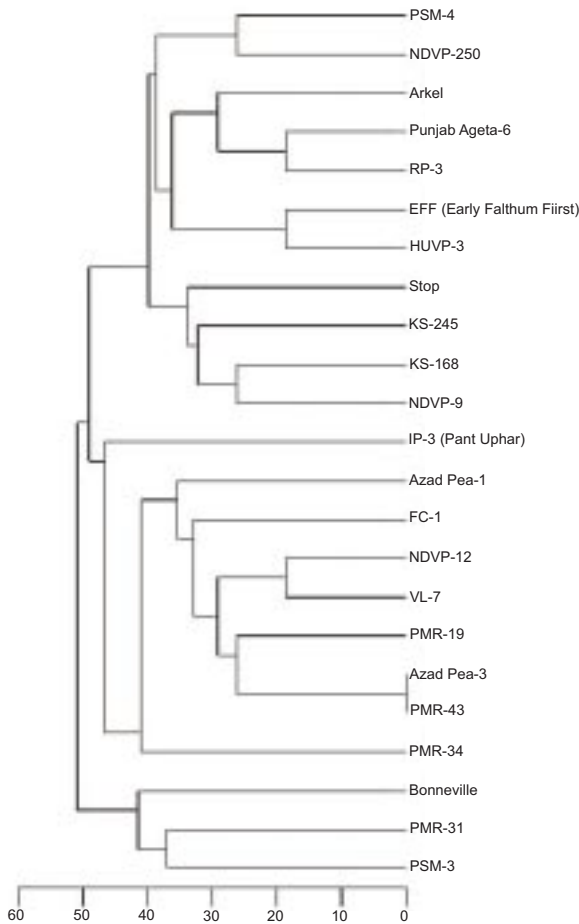 PSM-4
NDVP-250
Arkel
Punjab Ageta-6
RP-3
EFF (Early Falthum Fiirst)
HUVP-3
Stop
KS-245
KS-168
NDVP-9
IP-3 (Pant Uphar)
Azad Pea-1
FC-1
NDVP-12
VL-7
PMR-19
Azad Pea-3
PMR-43
PMR-34
Bonneville
PMR-31
PSM-3
60 50 40 30 20 10 0